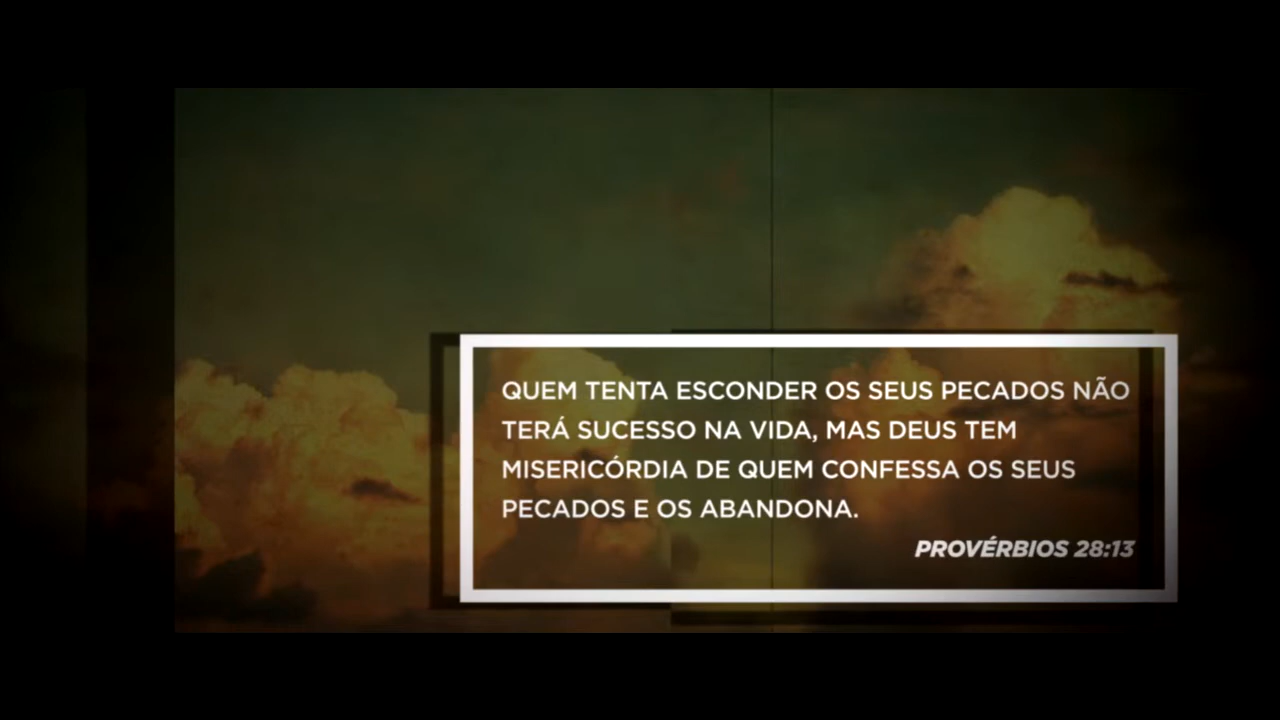 QUEM TENTA ESCONDER OS SEUS PECADOS NÃO
TERÁ SUCESSO NA VIDA, MAS DEUS TEM
MISERICÓRDIA DE QUEM CONFESSA OS SEUS
PECADOS E OS ABANDONA.
PROVÉRBIOS 28:13